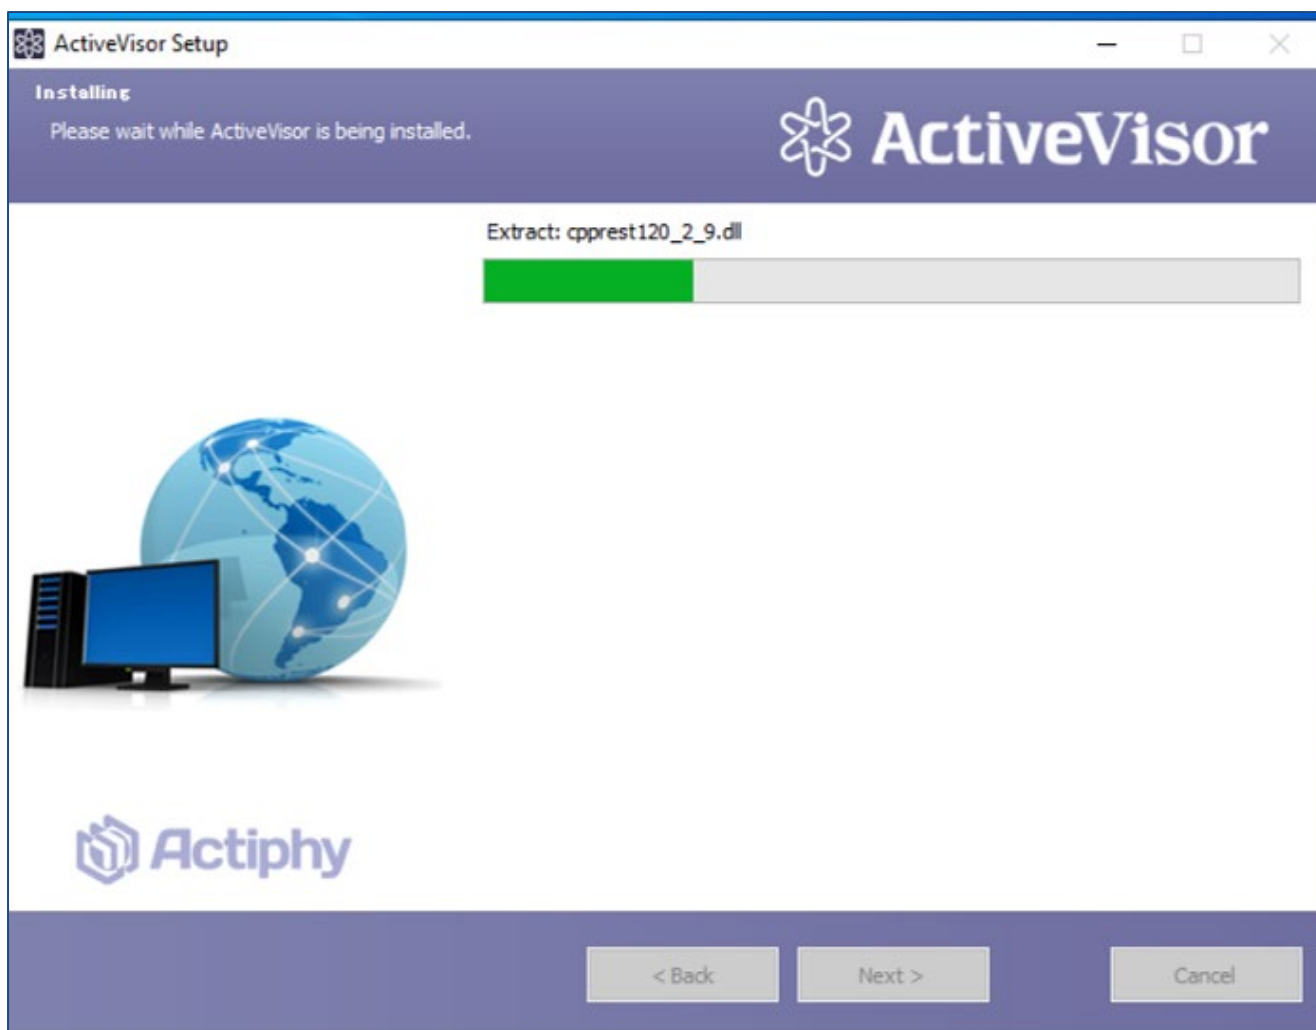 ActiveVisor Setup
Installing
Please wait while ActiveVisor is being installed.
ActiveVisor
Extract: cpprest120_2_9.dll
Actiphy
< Back
Next >
Cancel